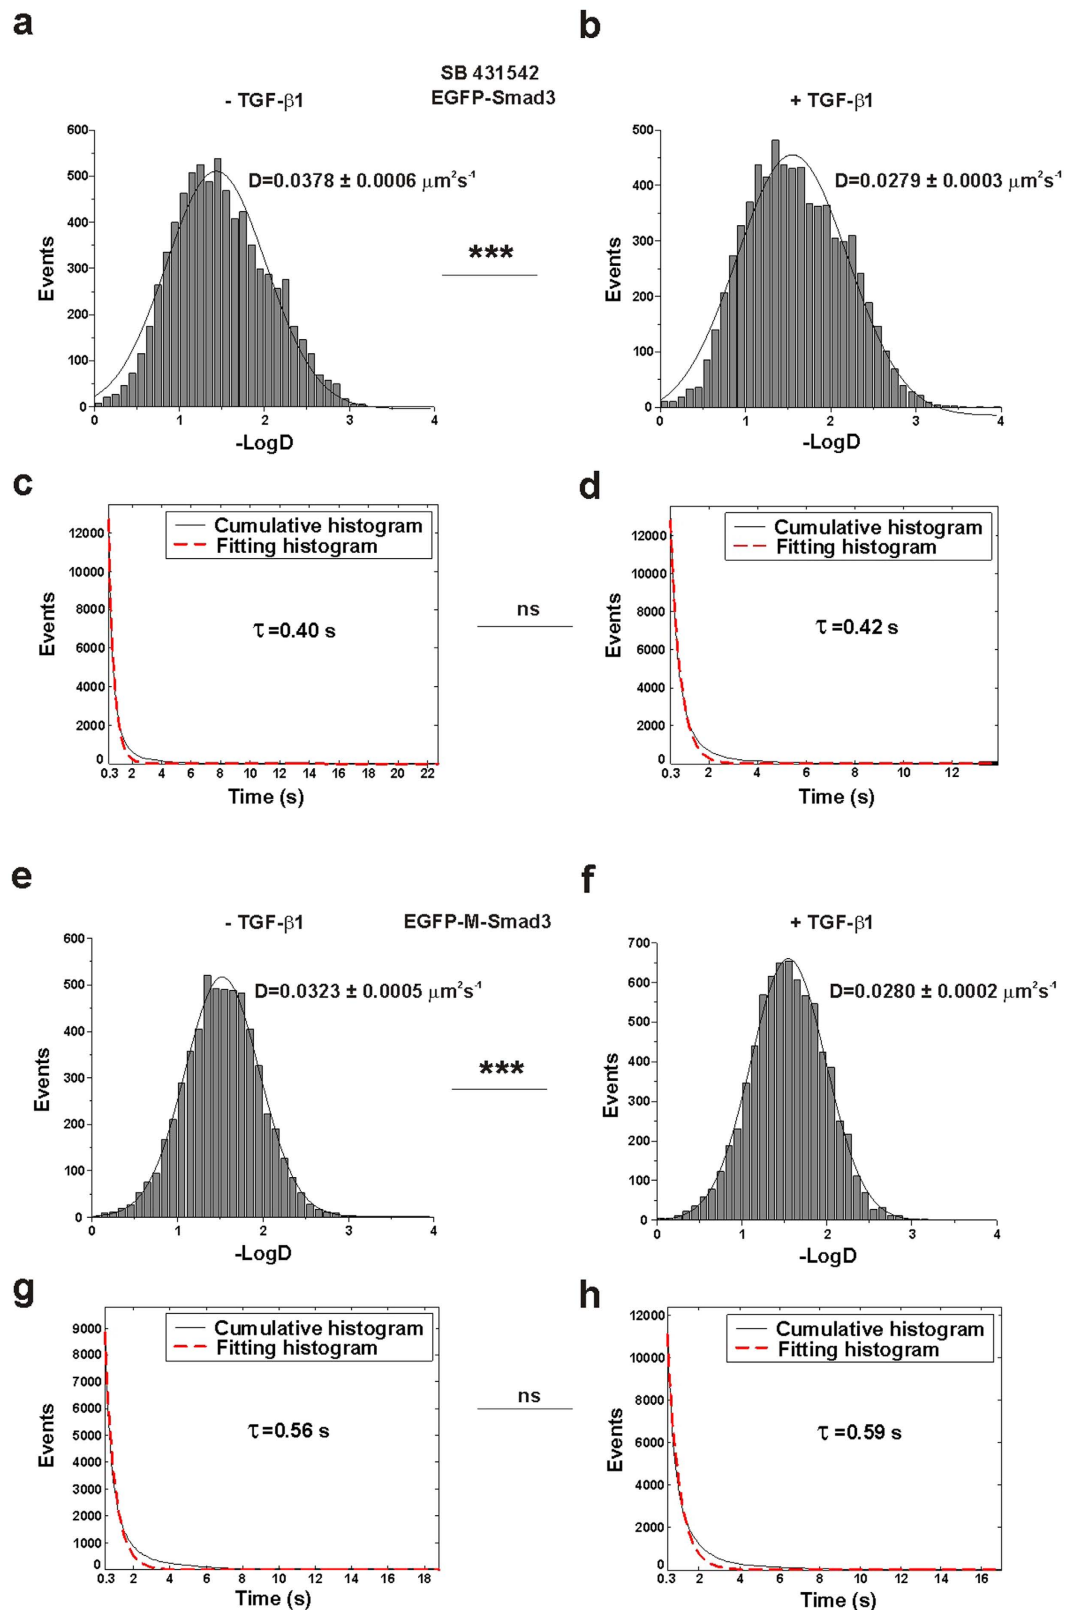 a
b
SB 431542
EGFP-Smad3
- TGF-β1
+ TGF-β1
600
500
400
300
200
100
0
Events
D=0.0378 ± 0.0006 μm²s⁻¹
0 1 2 3 4
-LogD
***
500
400
300
200
100
0
Events
D=0.0279 ± 0.0003 μm²s⁻¹
0 1 2 3 4
-LogD
c
d
12000
10000
8000
6000
4000
2000
0
Events
Cumulative histogram
Fitting histogram
τ=0.40 s
0.3 2 4 6 8 10 12 14 16 18 20 22
Time (s)
ns
12000
10000
8000
6000
4000
2000
0
Events
Cumulative histogram
Fitting histogram
τ=0.42 s
0.3 2 4 6 8 10 12
Time (s)
e
f
- TGF-β1
EGFP-M-Smad3
+ TGF-β1
600
500
400
300
200
100
0
Events
D=0.0323 ± 0.0005 μm²s⁻¹
0 1 2 3 4
-LogD
***
700
600
500
400
300
200
100
0
Events
D=0.0280 ± 0.0002 μm²s⁻¹
0 1 2 3 4
-LogD
g
h
9000
8000
7000
6000
5000
4000
3000
2000
1000
0
Events
Cumulative histogram
Fitting histogram
τ=0.56 s
0.3 2 4 6 8 10 12 14 16 18
Time (s)
ns
12000
10000
8000
6000
4000
2000
0
Events
Cumulative histogram
Fitting histogram
τ=0.59 s
0.3 2 4 6 8 10 12 14 16
Time (s)